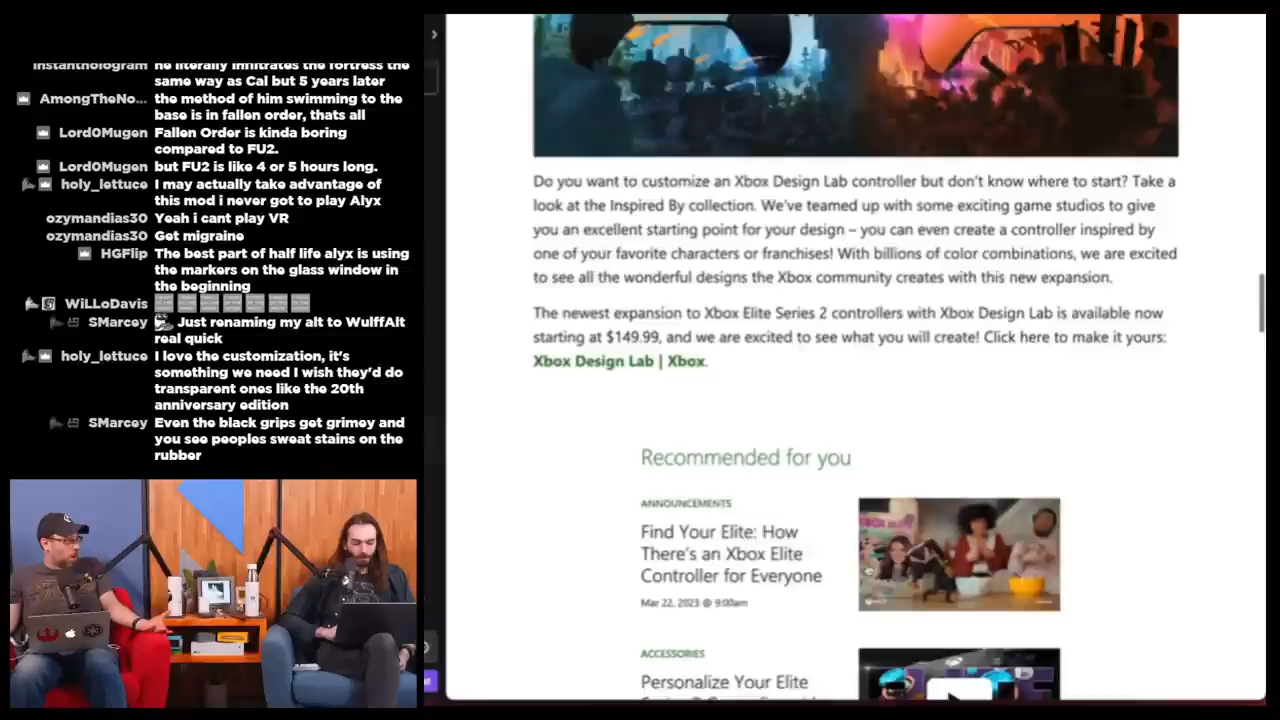 instanthologram he literally infiltrates the fortress the
same way as Cal but 5 years later
AmongTheNo... the method of him swimming to the
base is in fallen order, thats all
Lord0Mugen Fallen Order is kinda boring
compared to FU2.
Lord0Mugen but FU2 is like 4 or 5 hours long.
holy_lettuce I may actually take advantage of
this mod i never got to play Alyx
ozymandias30 Yeah i cant play VR
ozymandias30 Get migraine
HGFlip The best part of half life alyx is using
the markers on the glass window in
the beginning
WiLLoDavis
SMarcey Just renaming my alt to WulffAlt
real quick
holy_lettuce I love the customization, it's
something we need I wish they'd do
transparent ones like the 20th
anniversary edition
SMarcey Even the black grips get grimey and
you see peoples sweat stains on the
rubber
Do you want to customize an Xbox Design Lab controller but don't know where to start? Take a
look at the Inspired By collection. We've teamed up with some exciting game studios to give
you an excellent starting point for your design – you can even create a controller inspired by
one of your favorite characters or franchises! With billions of color combinations, we are excited
to see all the wonderful designs the Xbox community creates with this new expansion.
The newest expansion to Xbox Elite Series 2 controllers with Xbox Design Lab is available now
starting at $149.99, and we are excited to see what you will create! Click here to make it yours:
Xbox Design Lab | Xbox.
Recommended for you
ANNOUNCEMENTS
Find Your Elite: How
There's an Xbox Elite
Controller for Everyone
Mar 22, 2023 @ 9:00am
ACCESSORIES
Personalize Your Elite